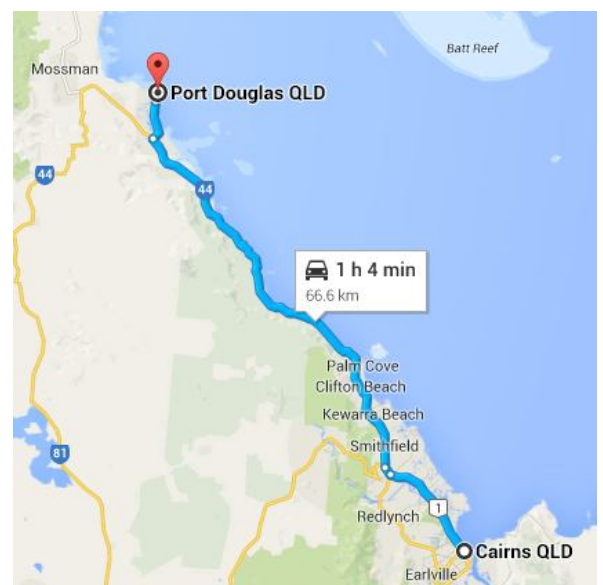 Batt Reef
Mossman
Port Douglas QLD
44
44
1 h 4 min
66.6 km
Palm Cove
Clifton Beach
Kewarra Beach
Smithfield
81
1
Redlynch
Cairns QLD
Earlville